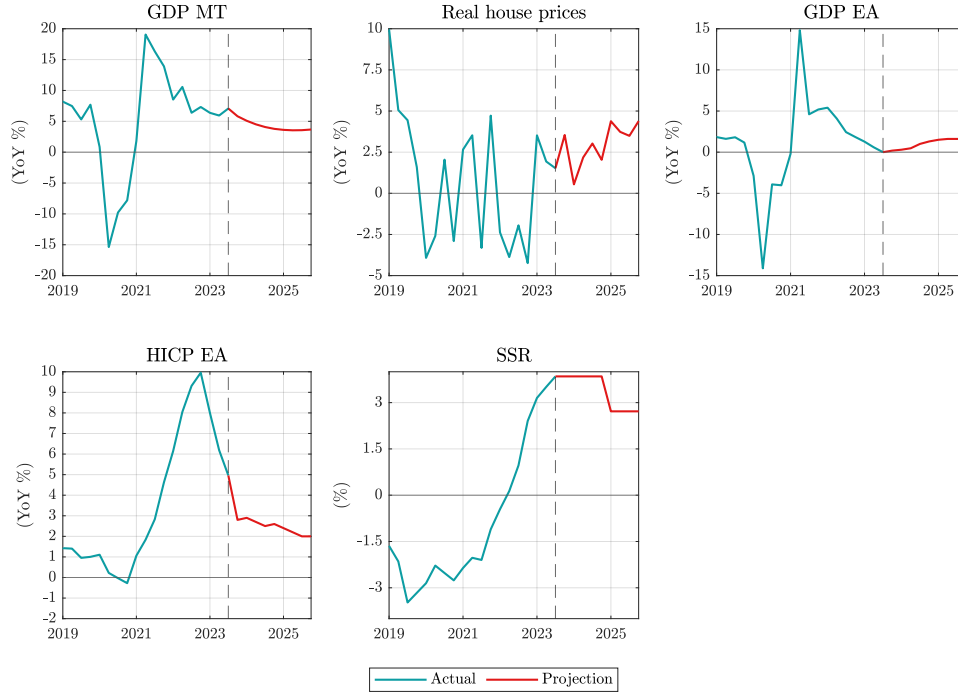 GDP MT
(YoY %)
20
15
10
5
0
-5
-10
-15
-20
2019 2021 2023 2025
Real house prices
(YoY %)
10
7.5
5
2.5
0
-2.5
-5
2019 2021 2023 2025
GDP EA
(YoY %)
15
10
5
0
-5
-10
-15
2019 2021 2023 2025
HICP EA
(YoY %)
10
9
8
7
6
5
4
3
2
1
0
-1
-2
2019 2021 2023 2025
SSR
(%)
3
1.5
0
-1.5
-3
2019 2021 2023 2025
Actual Projection